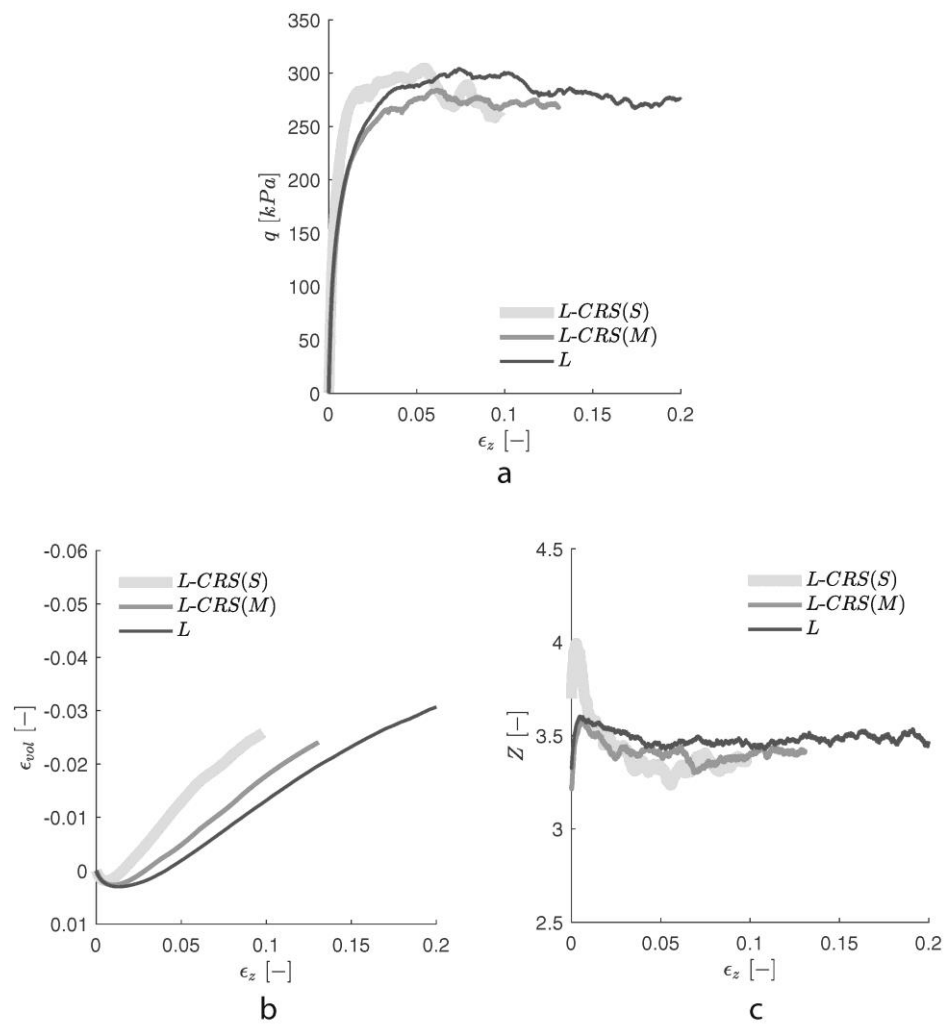 350
300
250
200
150
100
50
0
q [kPa]
L-CRS(S)
L-CRS(M)
L
0 0.05 0.1 0.15 0.2
ϵz [−]
a
-0.06
-0.05
-0.04
-0.03
-0.02
-0.01
0
0.01
ϵvol [−]
L-CRS(S)
L-CRS(M)
L
0 0.05 0.1 0.15 0.2
ϵz [−]
b
4.5
4
3.5
3
2.5
Z [−]
L-CRS(S)
L-CRS(M)
L
0 0.05 0.1 0.15 0.2
ϵz [−]
c